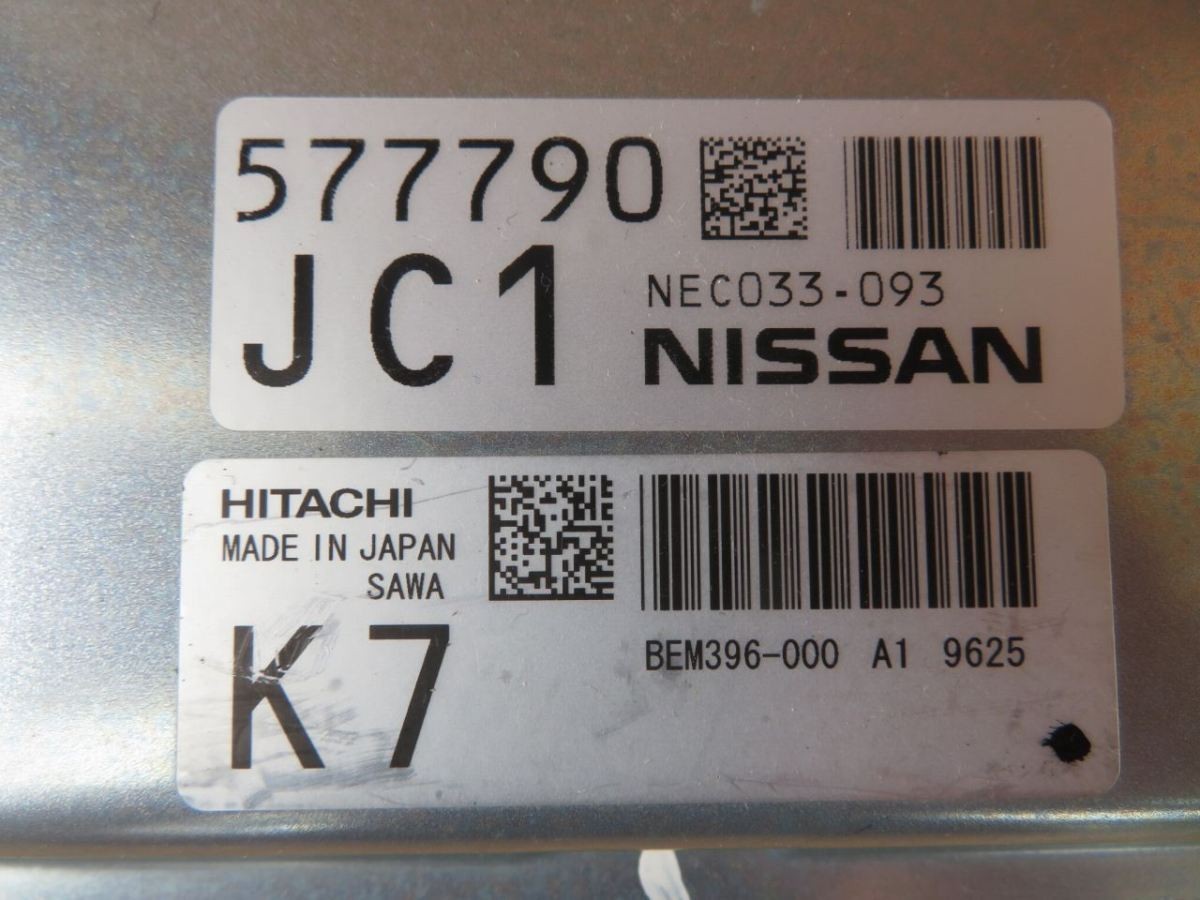 577790
JC1
NEC033-093
NISSAN
HITACHI
MADE IN JAPAN
SAWA
K7
BEM396-000 A1 9625